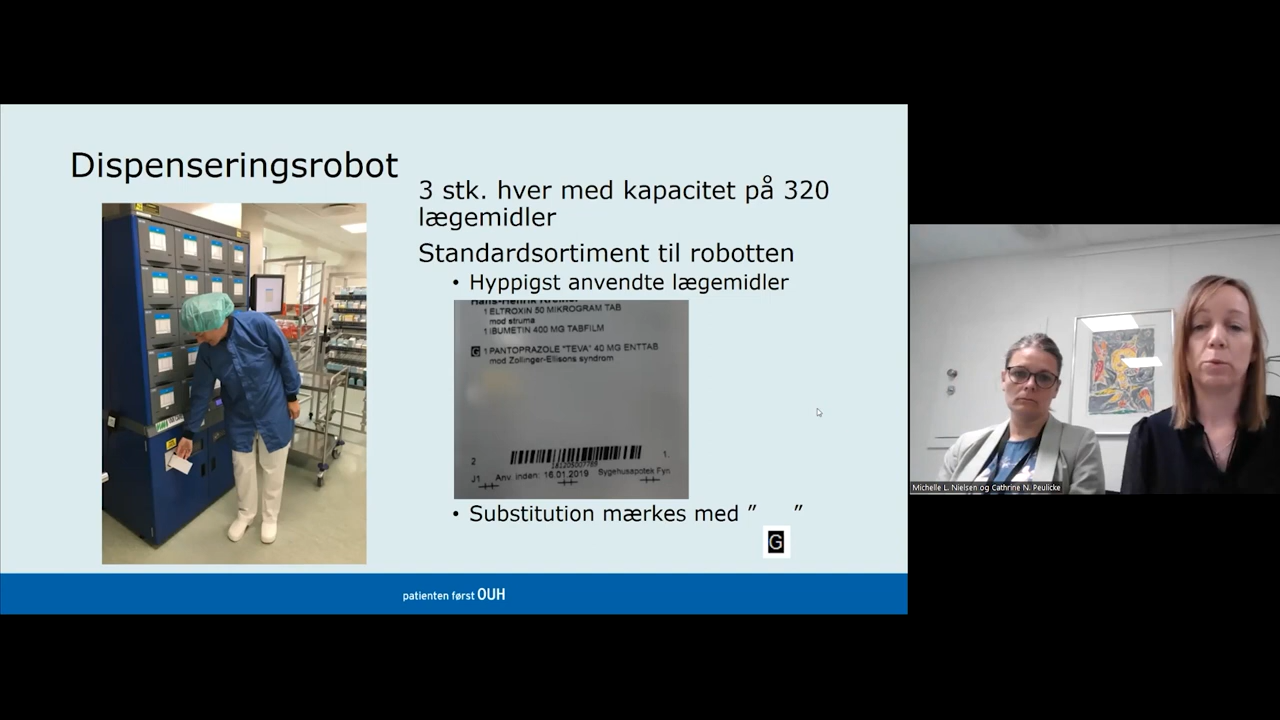 Dispenseringsrobot
3 stk. hver med kapacitet på 320
lægemidler
Standardsortiment til robotten
• Hyppigst anvendte lægemidler
1 ELTROXIN 50 MIKROGRAM TAB
mod struma
1 IBUMETIN 400 MG TABFILM
G 1 PANTOPRAZOLE "TEVA" 40 MG ENTTAB
mod Zollinger-Ellisons syndrom
2
1.
J1 Anv. inden: 16.01.2019 Sygehusapotek Fyn
• Substitution mærkes med ” ”
G
patienten først OUH
Michelle L. Nielsen og Cathrine N. Peulicke